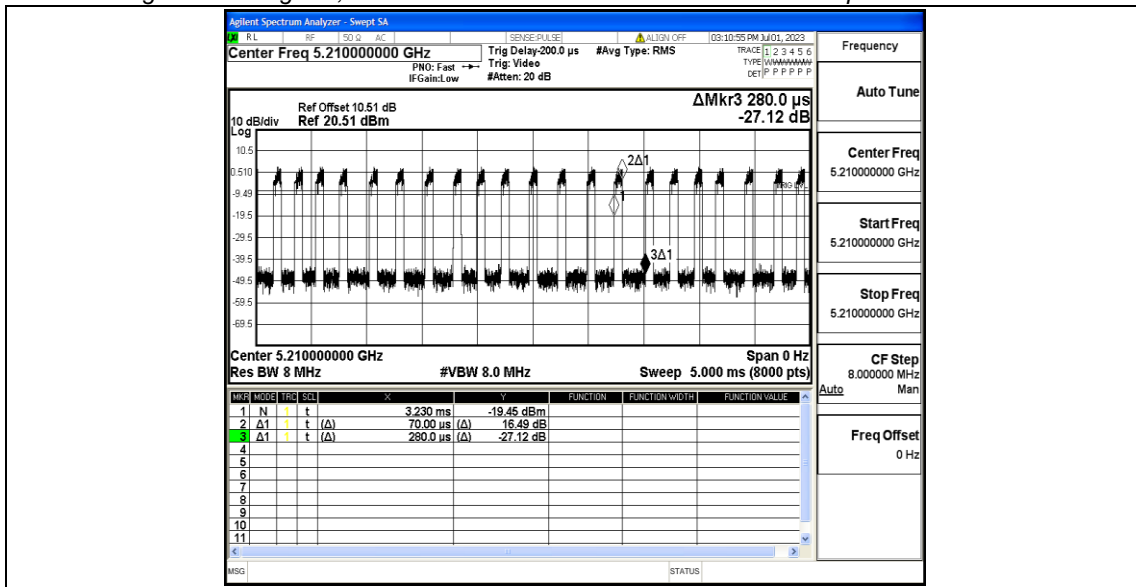 Agilent Spectrum Analyzer - Swept SA
RL RF 50 Ω AC SENSE:PULSE ALIGN OFF 03:10:55 PM Jul 01, 2023
Center Freq 5.210000000 GHz
PNO: Fast
IFGain:Low
Trig Delay-200.0 µs
Trig: Video
#Atten: 20 dB
#Avg Type: RMS
TRACE 1 2 3 4 5 6
TYPE
DET P P P P P P
Frequency
Auto Tune
Center Freq
5.210000000 GHz
Start Freq
5.210000000 GHz
Stop Freq
5.210000000 GHz
CF Step
8.000000 MHz
Auto Man
Freq Offset
0 Hz
Ref Offset 10.51 dB
10 dB/div Ref 20.51 dBm
Log
ΔMkr3 280.0 µs
-27.12 dB
10.5
0.510
-9.49
-19.5
-29.5
-39.5
-49.5
-59.5
-69.5
2Δ1
1
3Δ1
Center 5.210000000 GHz Span 0 Hz
Res BW 8 MHz #VBW 8.0 MHz Sweep 5.000 ms (8000 pts)
MKR MODE TRC SCL X Y FUNCTION FUNCTION WIDTH FUNCTION VALUE
1 N 1 t 3.230 ms -19.45 dBm
2 Δ1 1 t (Δ) 70.00 µs (Δ) 16.49 dB
3 Δ1 1 t (Δ) 280.0 µs (Δ) -27.12 dB
4
5
6
7
8
9
10
11
MSG STATUS